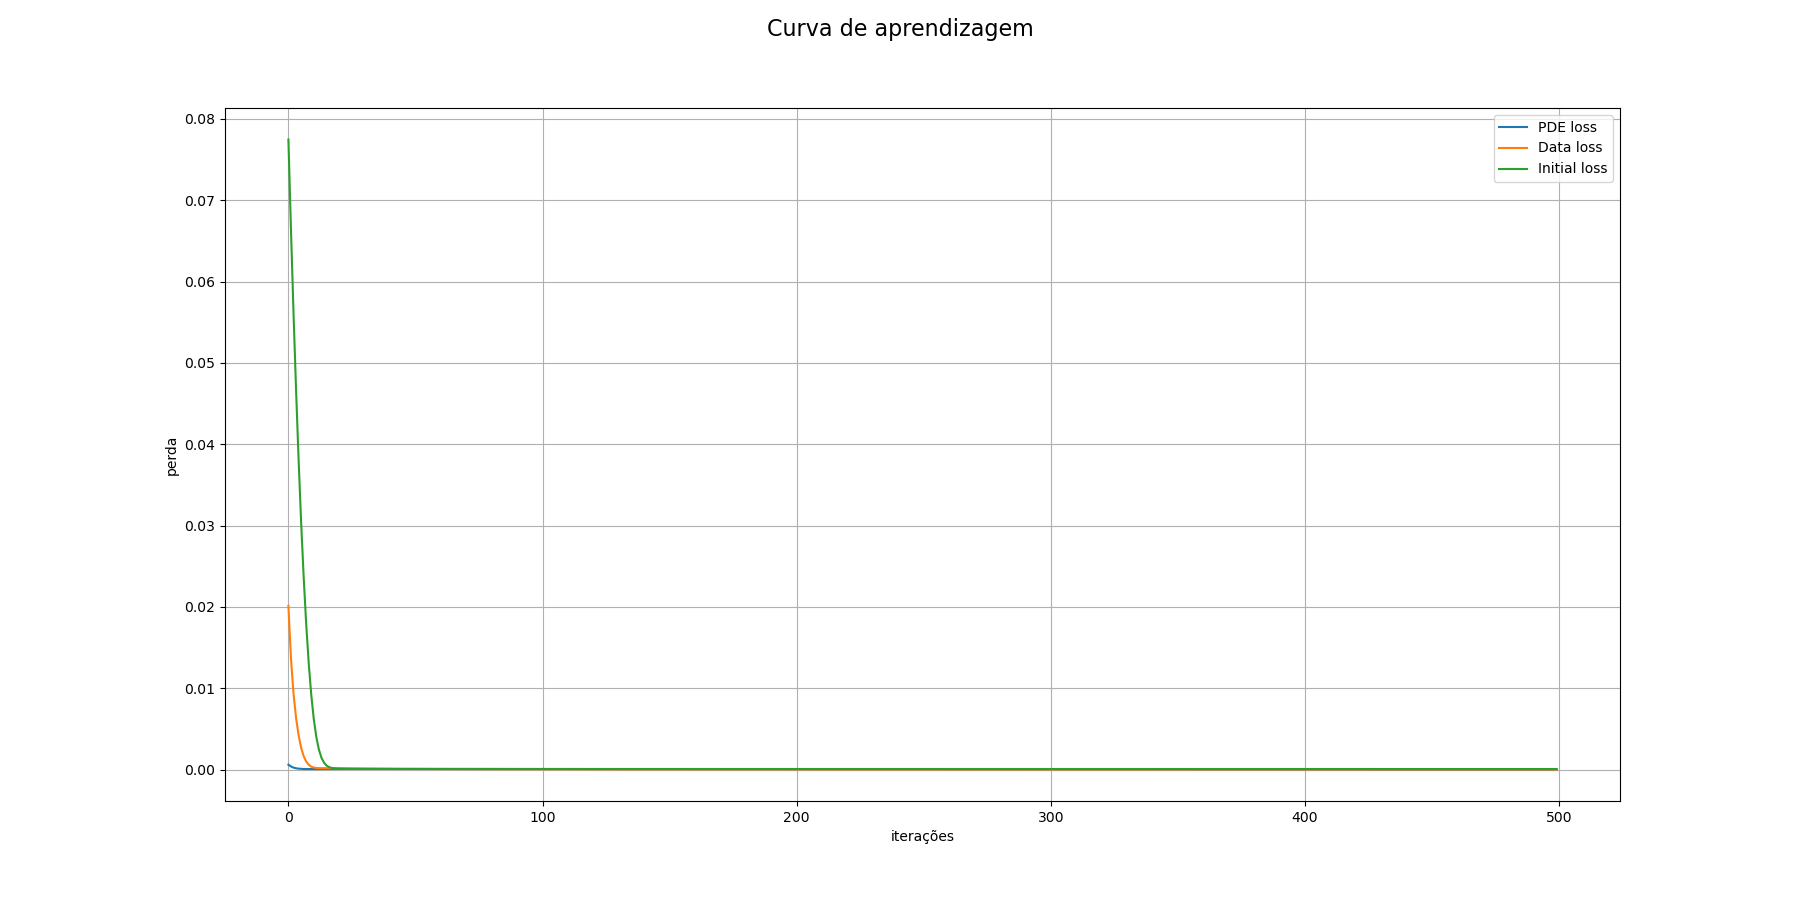 Curva de aprendizagem
0.08
0.07
0.06
0.05
0.04
0.03
0.02
0.01
0.00
perda
PDE loss
Data loss
Initial loss
0 100 200 300 400 500
iterações